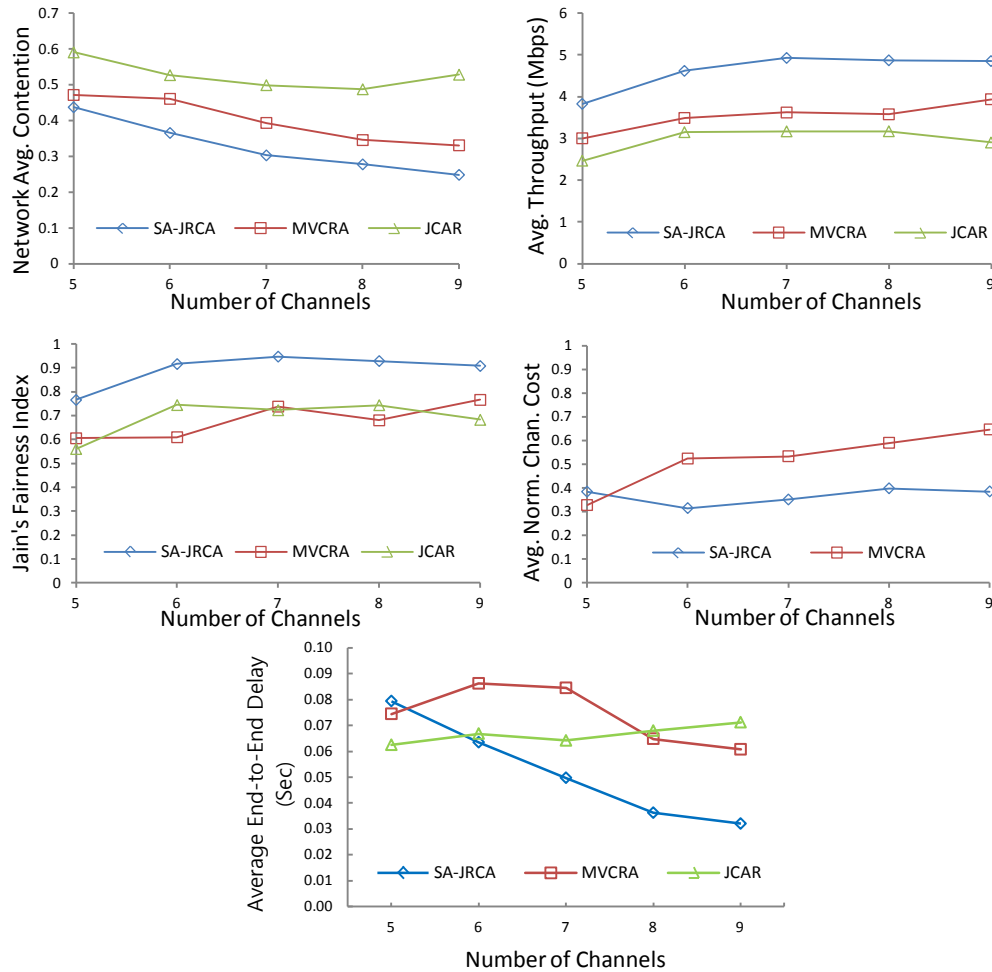 Network Avg. Contention
0.7
0.6
0.5
0.4
0.3
0.2
0.1
0
SA-JRCA MVCRA JCAR
5 6 7 8 9
Number of Channels
Avg. Throughput (Mbps)
6
5
4
3
2
1
0
SA-JRCA MVCRA JCAR
5 6 7 8 9
Number of Channels
Jain's Fairness Index
1
0.9
0.8
0.7
0.6
0.5
0.4
0.3
0.2
0.1
0
SA-JRCA MVCRA JCAR
5 6 7 8 9
Number of Channels
Avg. Norm. Chan. Cost
1
0.9
0.8
0.7
0.6
0.5
0.4
0.3
0.2
0.1
0
SA-JRCA MVCRA
5 6 7 8 9
Number of Channels
Average End-to-End Delay
(Sec)
0.10
0.09
0.08
0.07
0.06
0.05
0.04
0.03
0.02
0.01
0.00
SA-JRCA MVCRA JCAR
5 6 7 8 9
Number of Channels